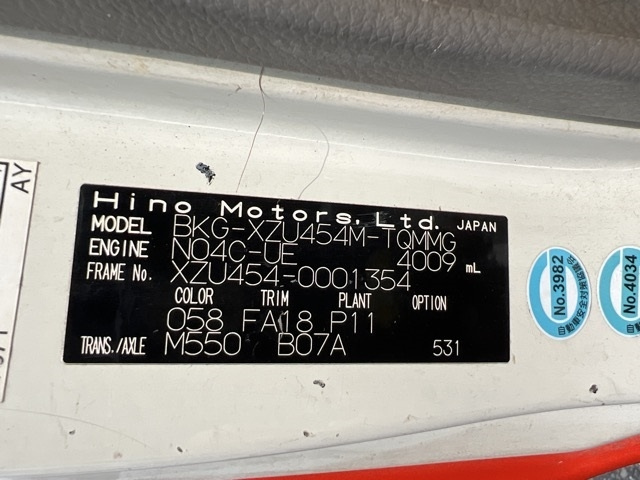 Hino Motors, Ltd. JAPAN
MODEL BKG-XZU454M-TQMMG
ENGINE N04C-UE 4009 mL
FRAME No. XZU454-0001354
COLOR TRIM PLANT OPTION
058 FA18 P11
TRANS./AXLE M550 B07A 531
AY
No.3982
No.4034